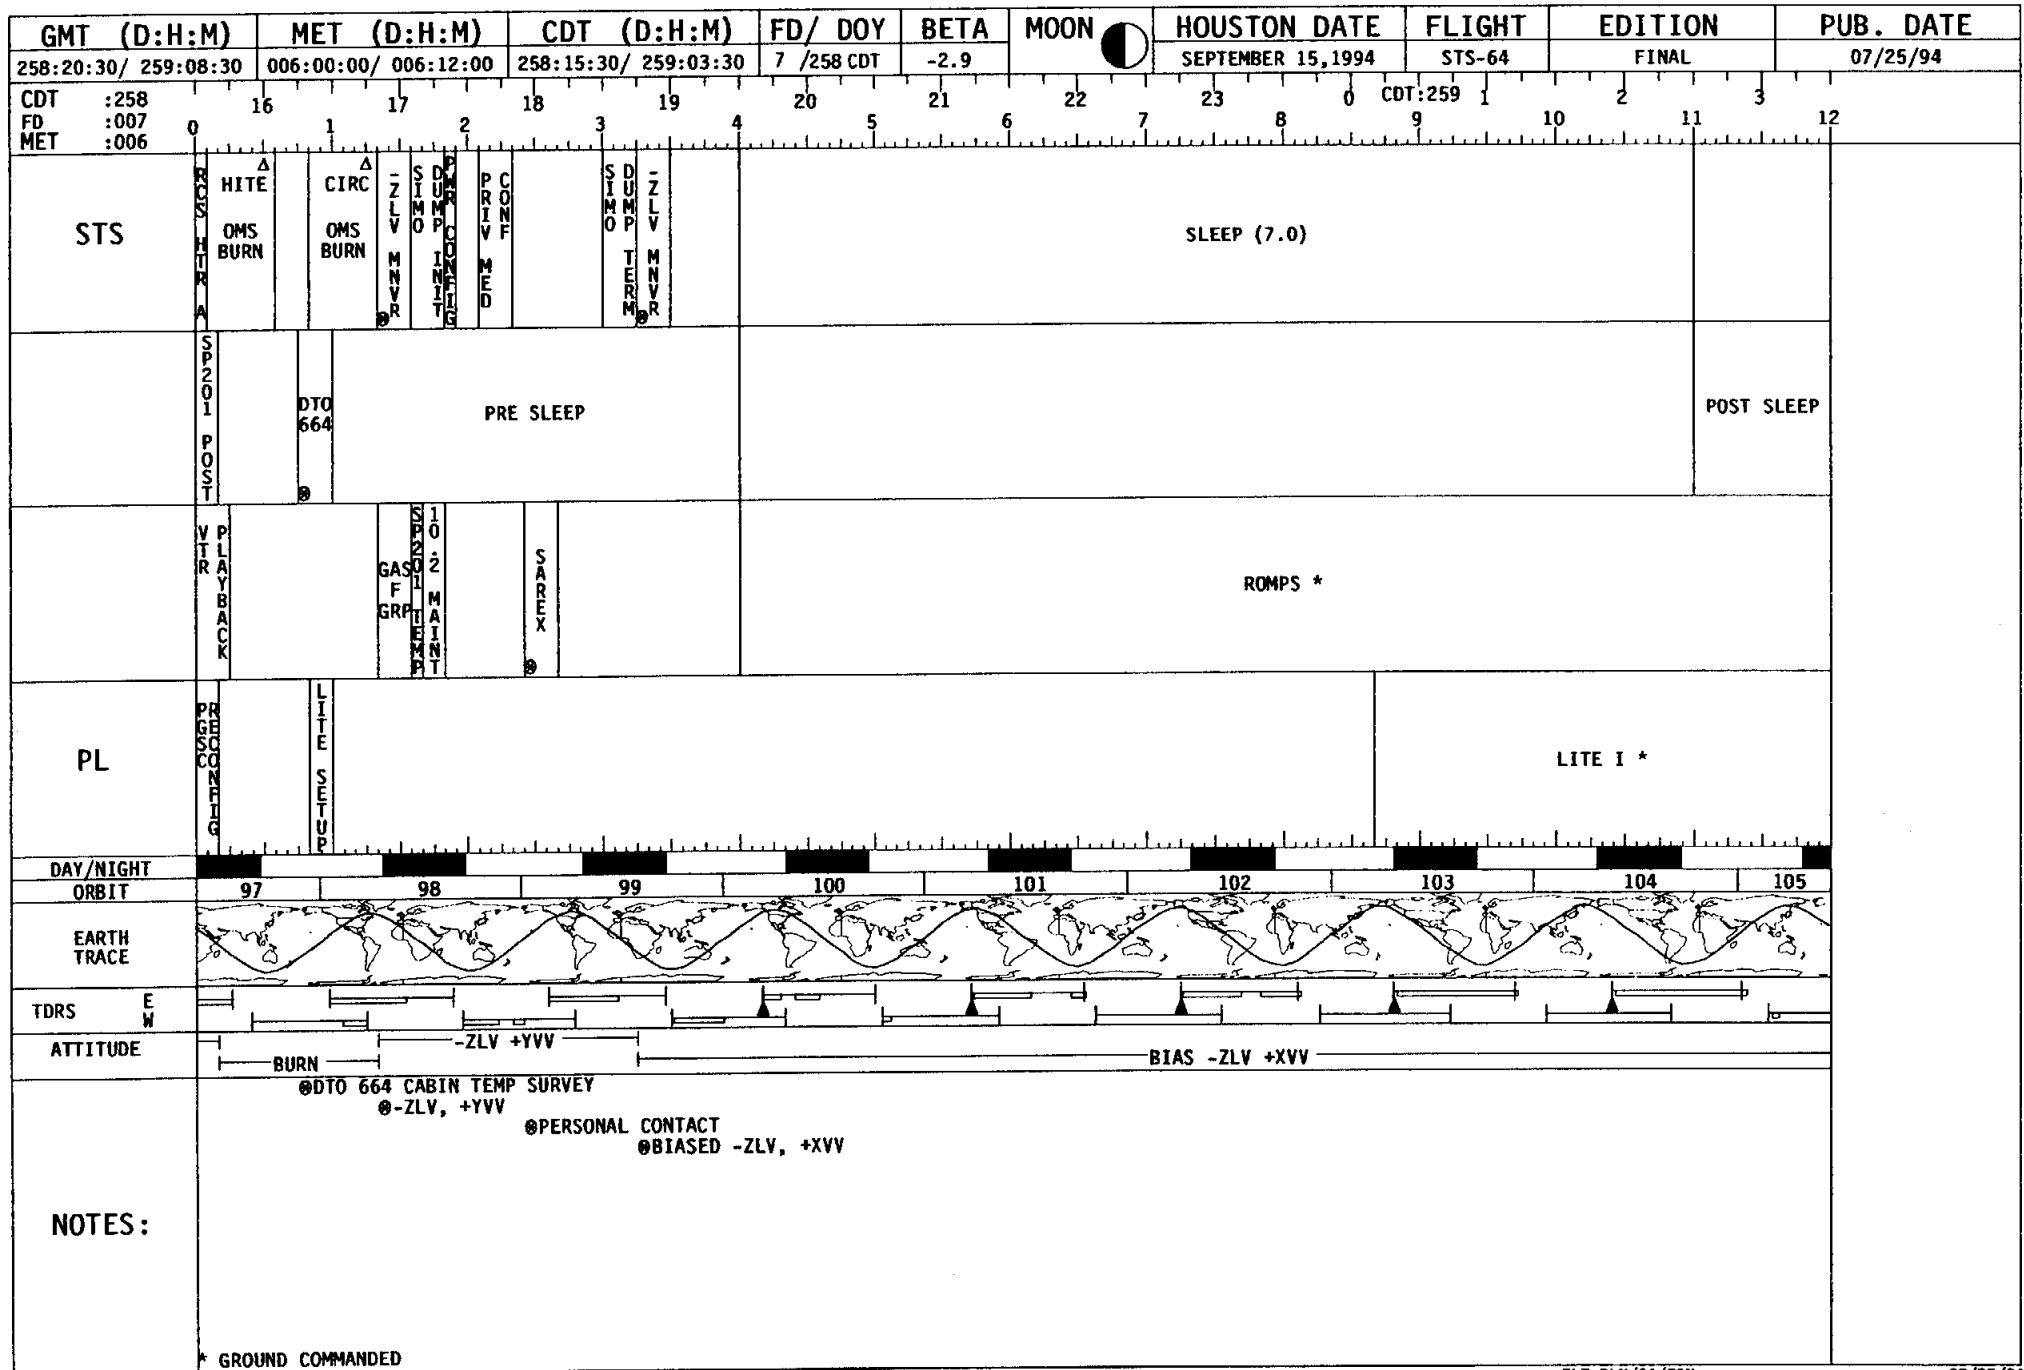 GMT (D:H:M) MET (D:H:M) CDT (D:H:M) FD/ DOY BETA MOON HOUSTON DATE FLIGHT EDITION PUB. DATE
258:20:30/ 259:08:30 006:00:00/ 006:12:00 258:15:30/ 259:03:30 7 /258 CDT -2.9 SEPTEMBER 15,1994 STS-64 FINAL 07/25/94
CDT :258 16 17 18 19 20 21 22 23 0 CDT:259 1 2 3
FD :007
MET :006 0 1 2 3 4 5 6 7 8 9 10 11 12
STS
RCS HTR A
HITE
OMS
BURN
CIRC
OMS
BURN
-ZLV MNVR
SIMO
DUMP INIT
PWR CONFIG
PRIV MED
CONF
SIMO
DUMP TERM
-ZLV MNVR
SLEEP (7.0)
SP201 POST
DTO
664
PRE SLEEP
POST SLEEP
VTR
PLAYBACK
GAS
F
GRP
SP201 TEMP
10.2 MAINT
SAREX
ROMPS *
PL
PGSC
RECONFIG
LITE SETUP
LITE I *
DAY/NIGHT
ORBIT 97 98 99 100 101 102 103 104 105
EARTH
TRACE
TDRS E
W
ATTITUDE -ZLV +YVV
BURN BIAS -ZLV +XVV
⊗DTO 664 CABIN TEMP SURVEY
⊗-ZLV, +YVV
⊗PERSONAL CONTACT
⊗BIASED -ZLV, +XVV
NOTES:
* GROUND COMMANDED